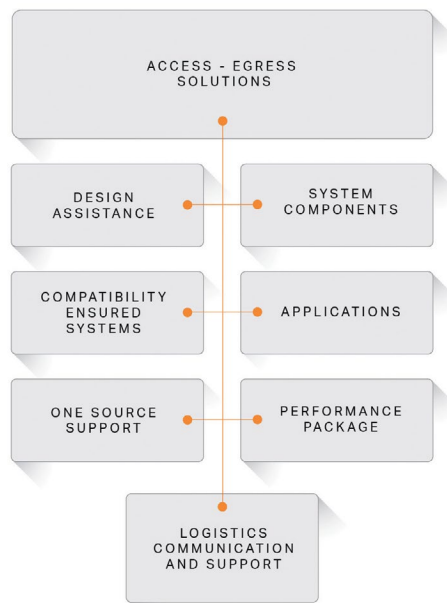 ACCESS - EGRESS
SOLUTIONS
DESIGN
ASSISTANCE
SYSTEM
COMPONENTS
COMPATIBILITY
ENSURED
SYSTEMS
APPLICATIONS
ONE SOURCE
SUPPORT
PERFORMANCE
PACKAGE
LOGISTICS
COMMUNICATION
AND SUPPORT